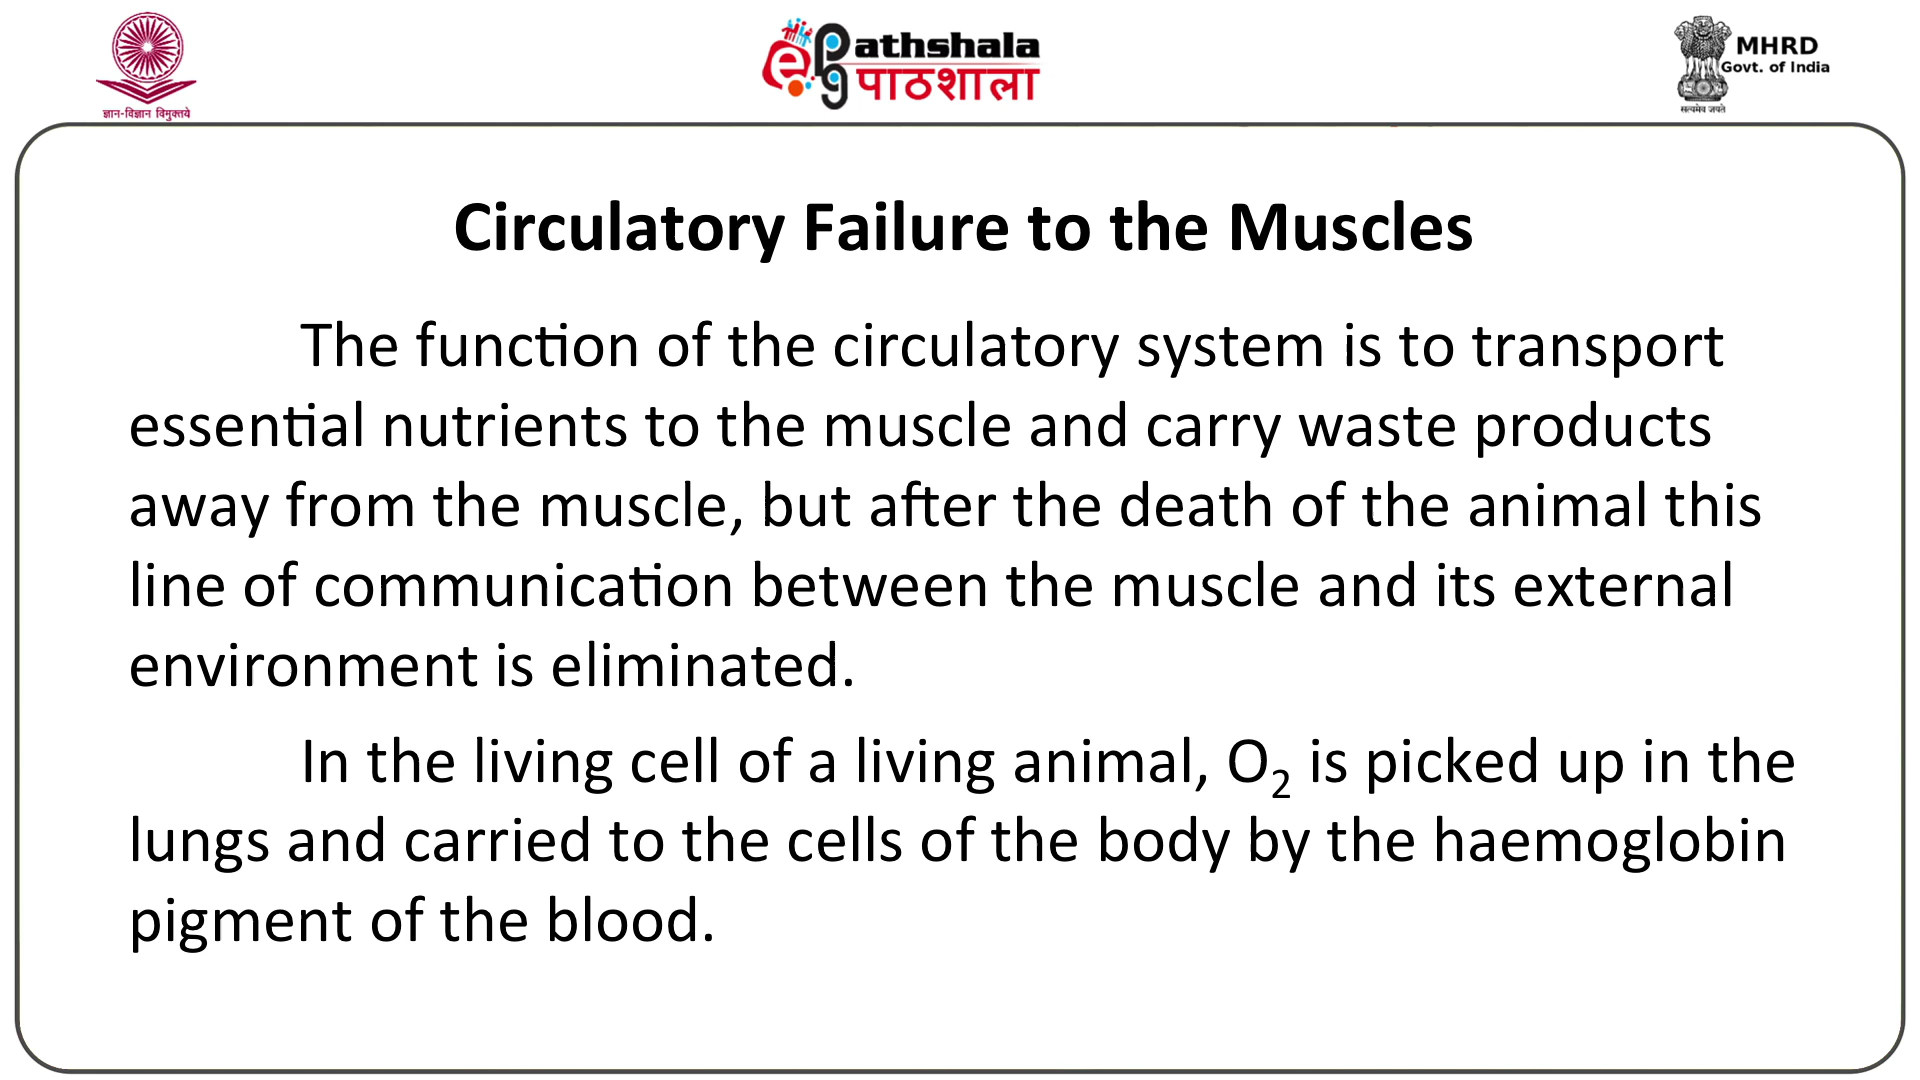 ज्ञान-विज्ञान विमुक्तये
e pg Pathshala
पाठशाला
MHRD
Govt. of India
सत्यमेव जयते
Circulatory Failure to the Muscles
The function of the circulatory system is to transport
essential nutrients to the muscle and carry waste products
away from the muscle, but after the death of the animal this
line of communication between the muscle and its external
environment is eliminated.
In the living cell of a living animal, O₂ is picked up in the
lungs and carried to the cells of the body by the haemoglobin
pigment of the blood.